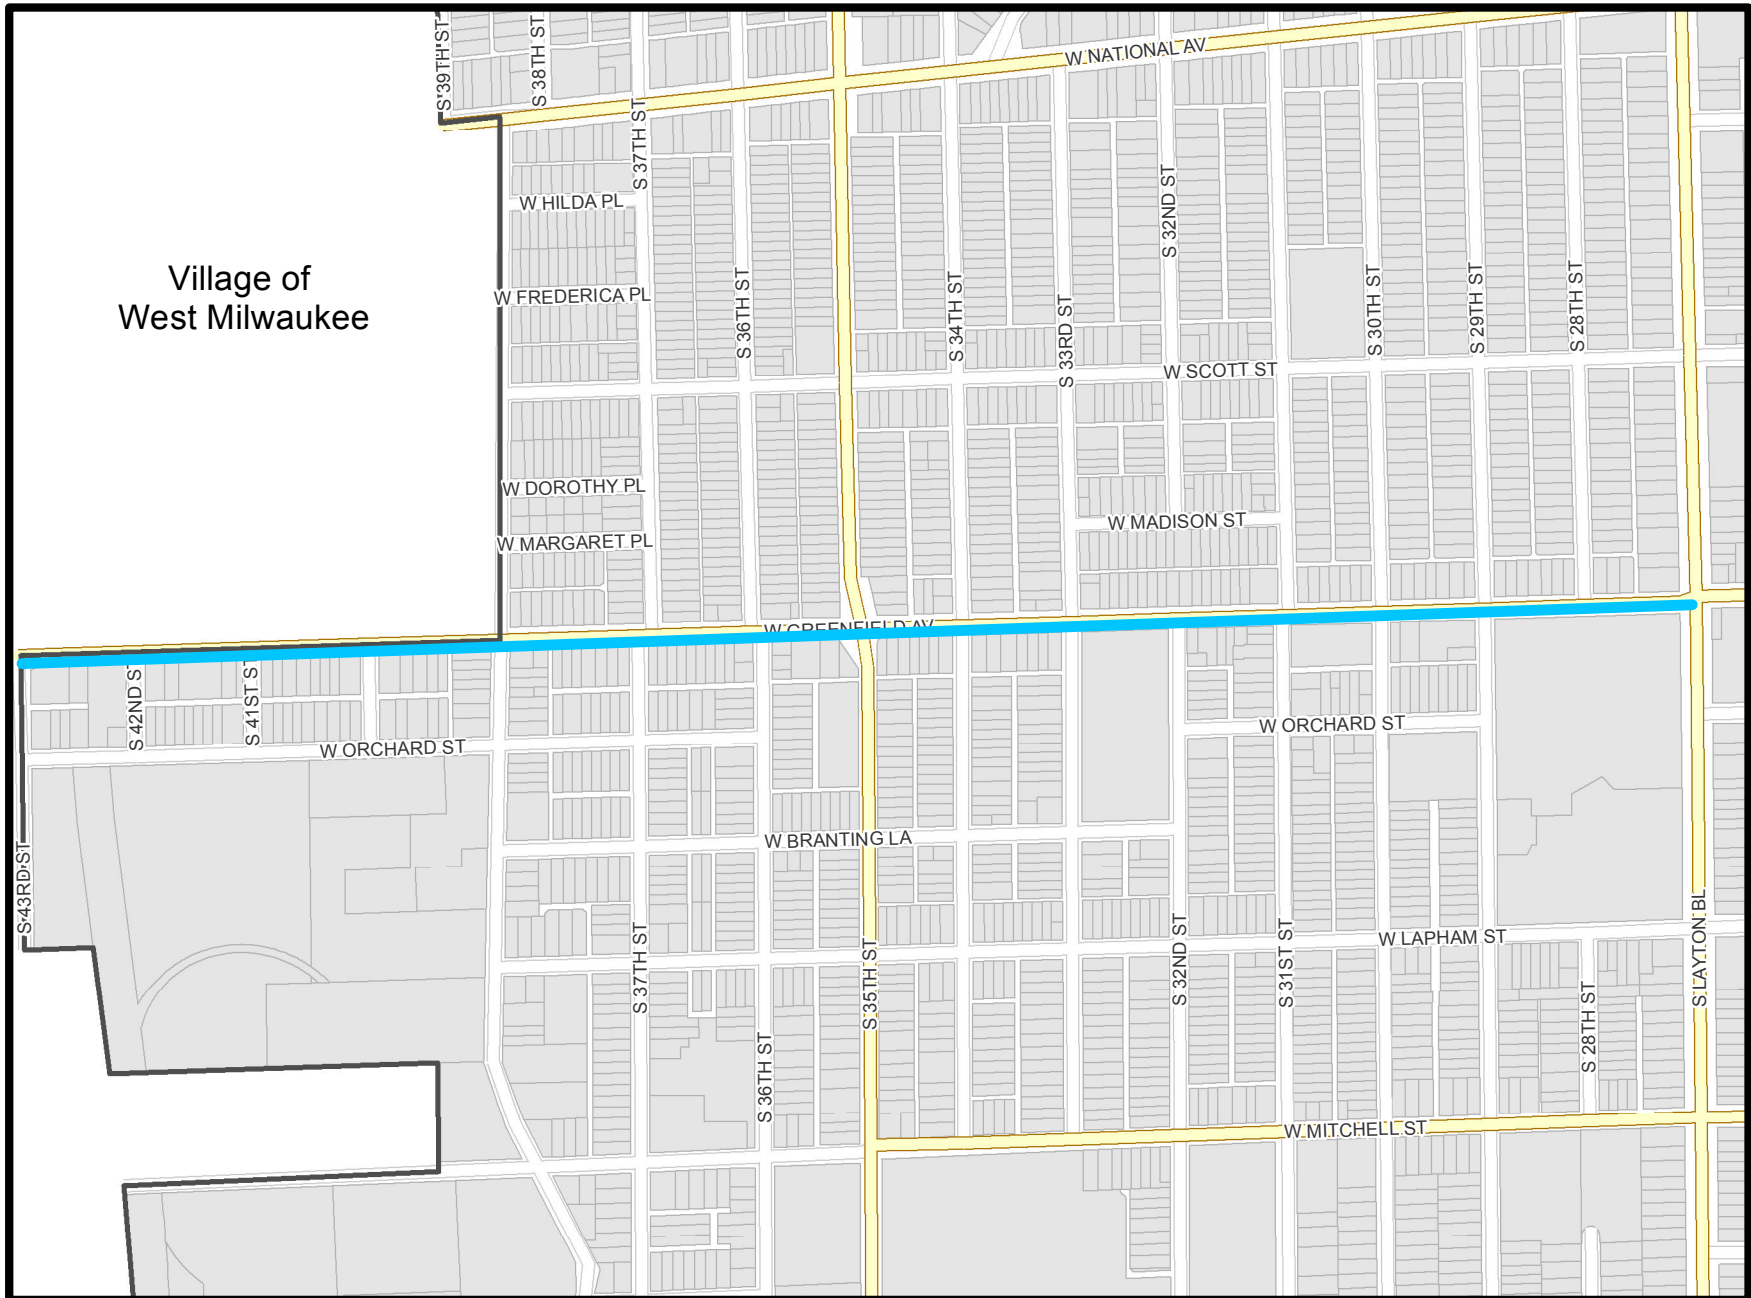 S 39TH ST
S 38TH ST
W NATIONAL AV
S 37TH ST
S 32ND ST
W HILDA PL
Village of
West Milwaukee
W FREDERICA PL
S 36TH ST
S 34TH ST
S 33RD ST
S 30TH ST
S 29TH ST
S 28TH ST
W SCOTT ST
W DOROTHY PL
W MADISON ST
W MARGARET PL
W GREENFIELD AV
S 42ND ST
S 41ST ST
W ORCHARD ST
W ORCHARD ST
W BRANTING LA
S 43RD ST
S 37TH ST
S 36TH ST
S 35TH ST
S 32ND ST
S 31ST ST
W LAPHAM ST
S 28TH ST
S LAYTON BL
W MITCHELL ST